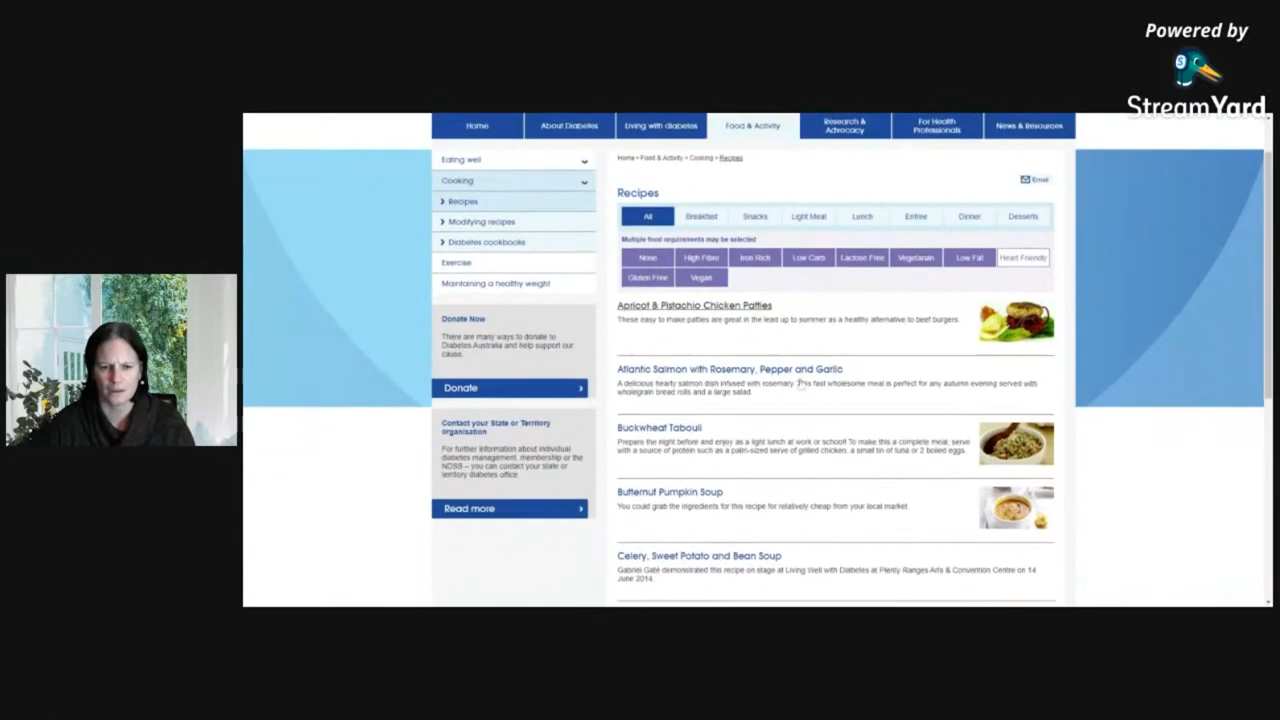 Powered by
StreamYard
Home
About Diabetes
Living with diabetes
Food & Activity
Research & Advocacy
For Health Professionals
News & Resources
Eating well
Cooking
Recipes
Modifying recipes
Diabetes cookbooks
Exercise
Maintaining a healthy weight
Donate Now
There are many ways to donate to
Diabetes Australia and help support our
cause.
Donate
Contact your State or Territory
organisation
For further information about individual
diabetes management, membership or the
NDSS – you can contact your state or
territory diabetes office
Read more
Home • Food & Activity • Cooking • Recipes
Email
Recipes
All
Breakfast
Snacks
Light Meal
Lunch
Entree
Dinner
Desserts
Multiple food requirements may be selected
None
High Fibre
Iron Rich
Low Carb
Lactose Free
Vegetarian
Low Fat
Heart Friendly
Gluten Free
Vegan
Apricot & Pistachio Chicken Patties
These easy to make patties are great in the lead up to summer as a healthy alternative to beef burgers.
Atlantic Salmon with Rosemary, Pepper and Garlic
A delicious hearty salmon dish infused with rosemary. This fast wholesome meal is perfect for any autumn evening served with
wholegrain bread rolls and a large salad.
Buckwheat Tabouli
Prepare the night before and enjoy as a light lunch at work or school! To make this a complete meal, serve
with a source of protein such as a palm-sized serve of grilled chicken, a small tin of tuna or 2 boiled eggs.
Butternut Pumpkin Soup
You could grab the ingredients for this recipe for relatively cheap from your local market.
Celery, Sweet Potato and Bean Soup
Gabriel Gaté demonstrated this recipe on stage at Living Well with Diabetes at Plenty Ranges Arts & Convention Centre on 14
June 2014.